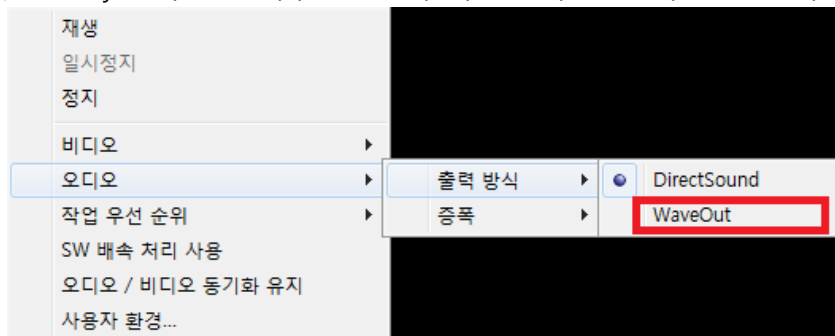 재생
일시정지
정지
비디오
오디오
출력 방식
DirectSound
작업 우선 순위
증폭
WaveOut
SW 배속 처리 사용
오디오 / 비디오 동기화 유지
사용자 환경...